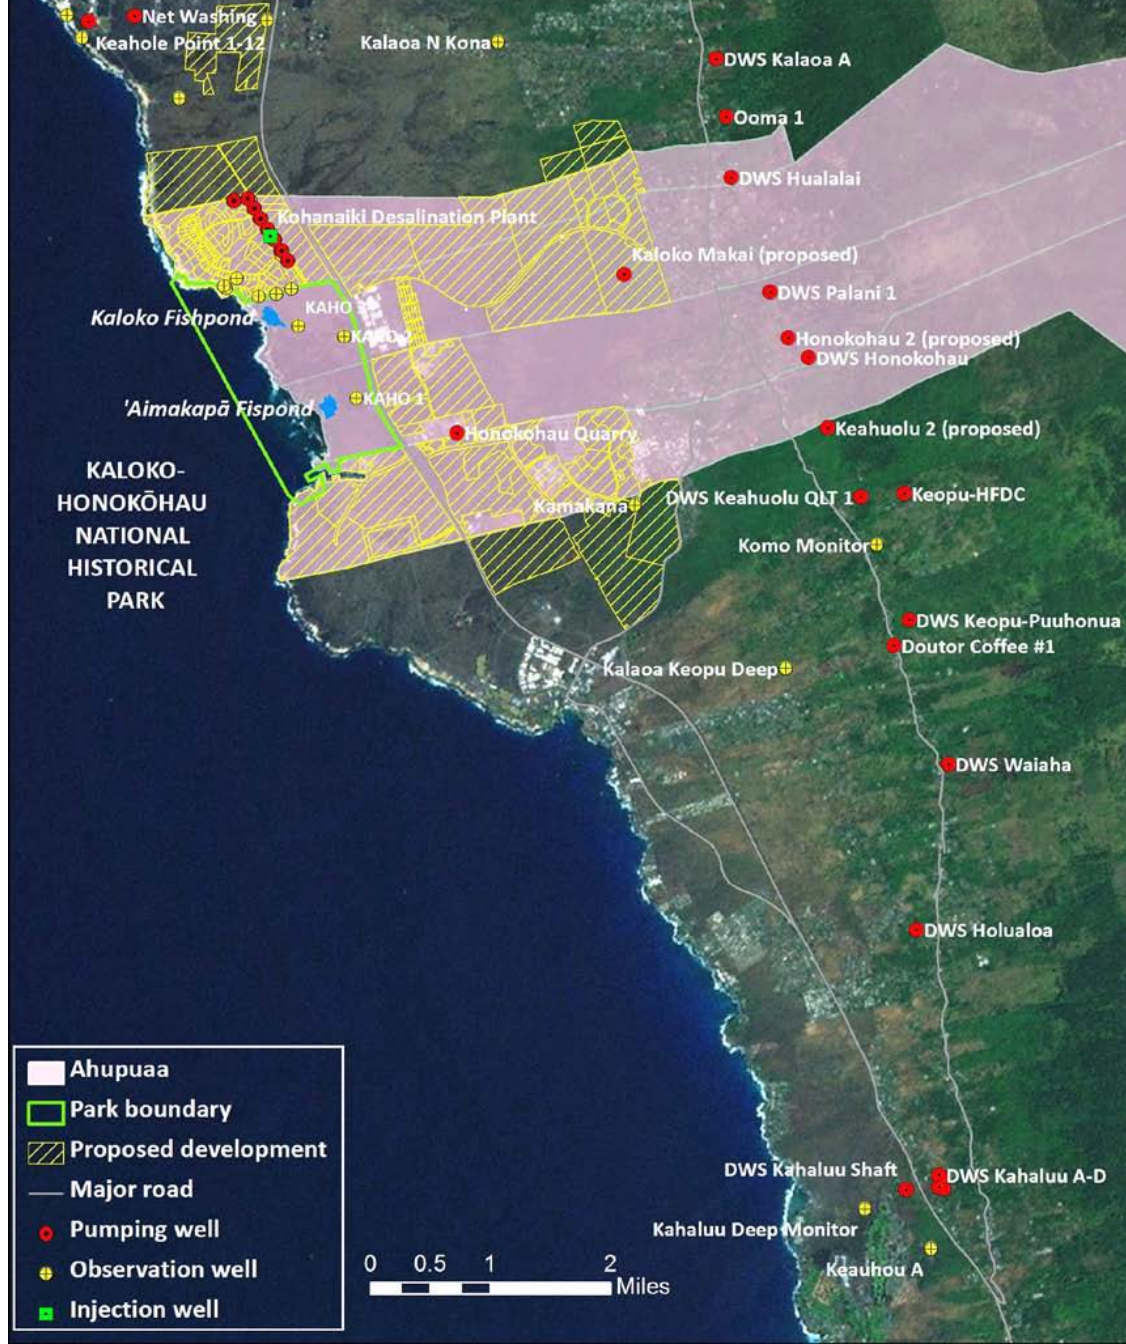 Net Washing
Keahole Point 1-12
Kalaoa N Kona
DWS Kalaoa A
Ooma 1
DWS Hualalai
Kohanaiki Desalination Plant
Kaloko Makai (proposed)
DWS Palani 1
KAHO 3
Kaloko Fishpond
KAHO 2
Honokohau 2 (proposed)
DWS Honokohau
KAHO 1
'Aimakapā Fispond
Honokohau Quarry
Keahuolu 2 (proposed)
KALOKO-
HONOKŌHAU
NATIONAL
HISTORICAL
PARK
Kamakana
DWS Keahuolu QLT 1
Keopu-HFDC
Komo Monitor
DWS Keopu-Puuhonua
Doutor Coffee #1
Kalaoa Keopu Deep
DWS Waiaha
DWS Holualoa
DWS Kahaluu Shaft
DWS Kahaluu A-D
Kahaluu Deep Monitor
Keauhou A
Ahupuaa
Park boundary
Proposed development
Major road
Pumping well
Observation well
Injection well
0 0.5 1 2
Miles